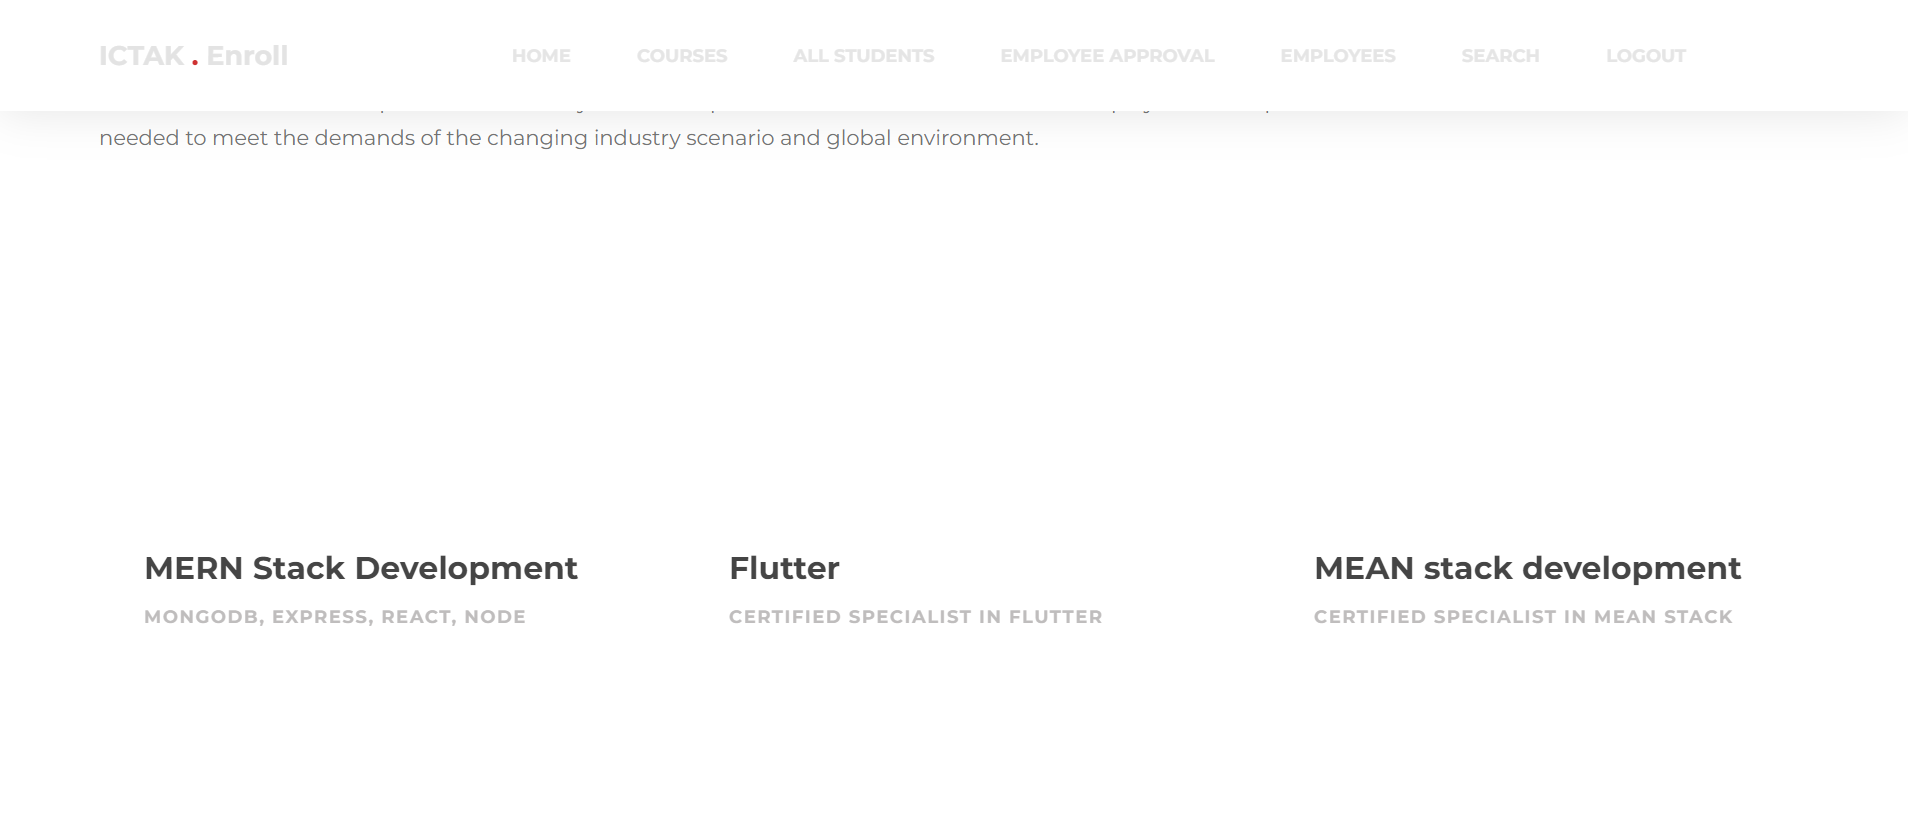 ICTAK . Enroll HOME COURSES ALL STUDENTS EMPLOYEE APPROVAL EMPLOYEES SEARCH LOGOUT
needed to meet the demands of the changing industry scenario and global environment.
MERN Stack Development
MONGODB, EXPRESS, REACT, NODE
Flutter
CERTIFIED SPECIALIST IN FLUTTER
MEAN stack development
CERTIFIED SPECIALIST IN MEAN STACK